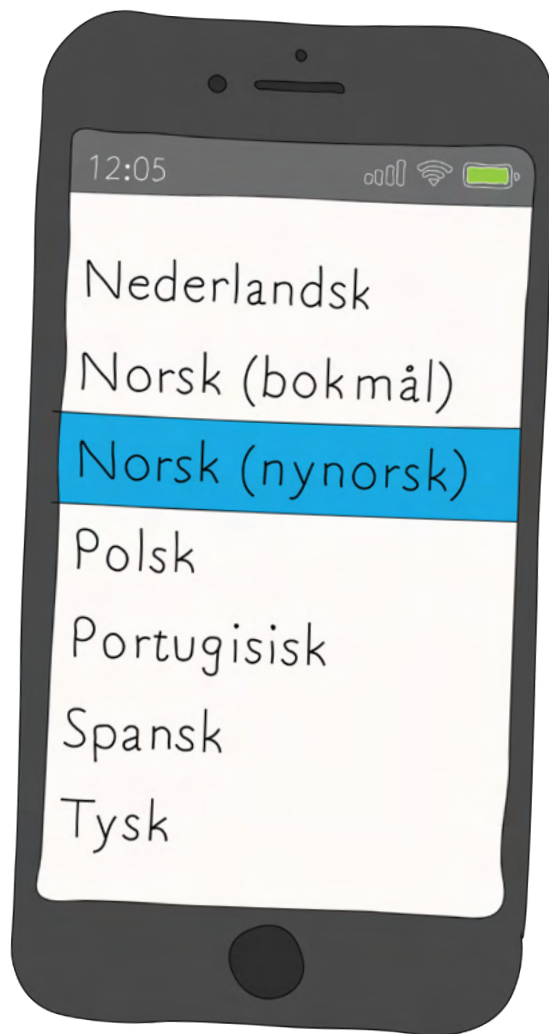 12:05
Nederlandsk
Norsk (bokmål)
Norsk (nynorsk)
Polsk
Portugisisk
Spansk
Tysk